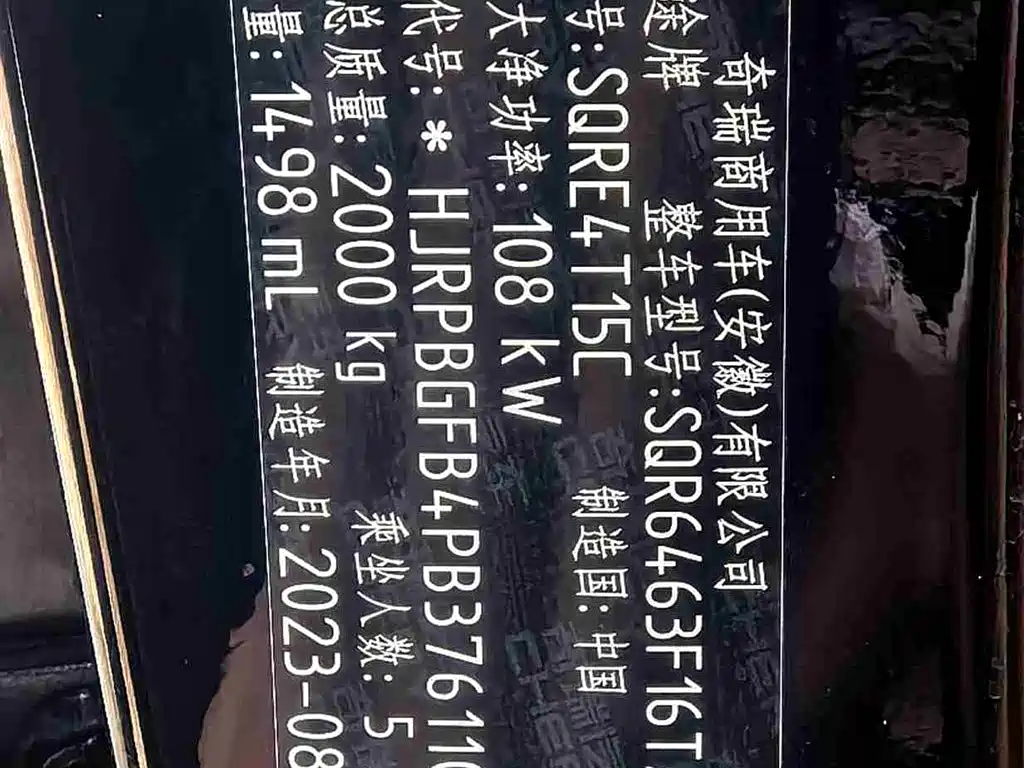 奇瑞商用车(安徽)有限公司
途牌 整车型号:SQR6463F16T
号:SQRE4T15C 制造国:中国
大净功率:108 kW
代号:* HJRPBGFB4PB37611
总质量:2000 kg 乘坐人数:5
量:1498 mL 制造年月:2023-08